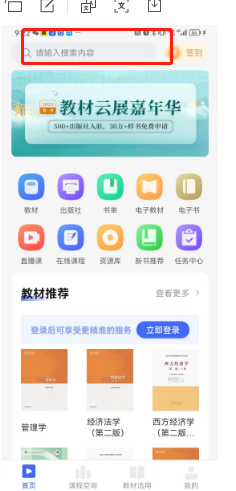 请输入搜索内容
签到
教材云展嘉年华
500+出版社入驻，30万+样书免费申请
教材
出版社
书单
电子教材
电子书
直播课
在线课程
资源库
新书推荐
任务中心
教材推荐
查看更多
登录后可享受更精准的服务
立即登录
西方经济学
管理学
经济法学
（第二版）
西方经济学
（第二版...
首页
课程空间
教材选用
我的